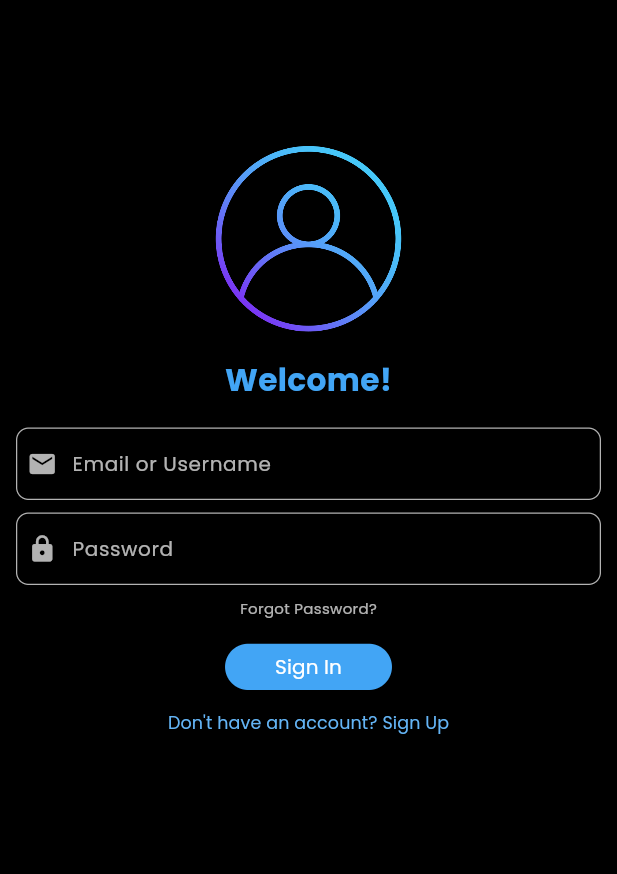 Welcome!
Email or Username
Password
Forgot Password?
Sign In
Don't have an account? Sign Up